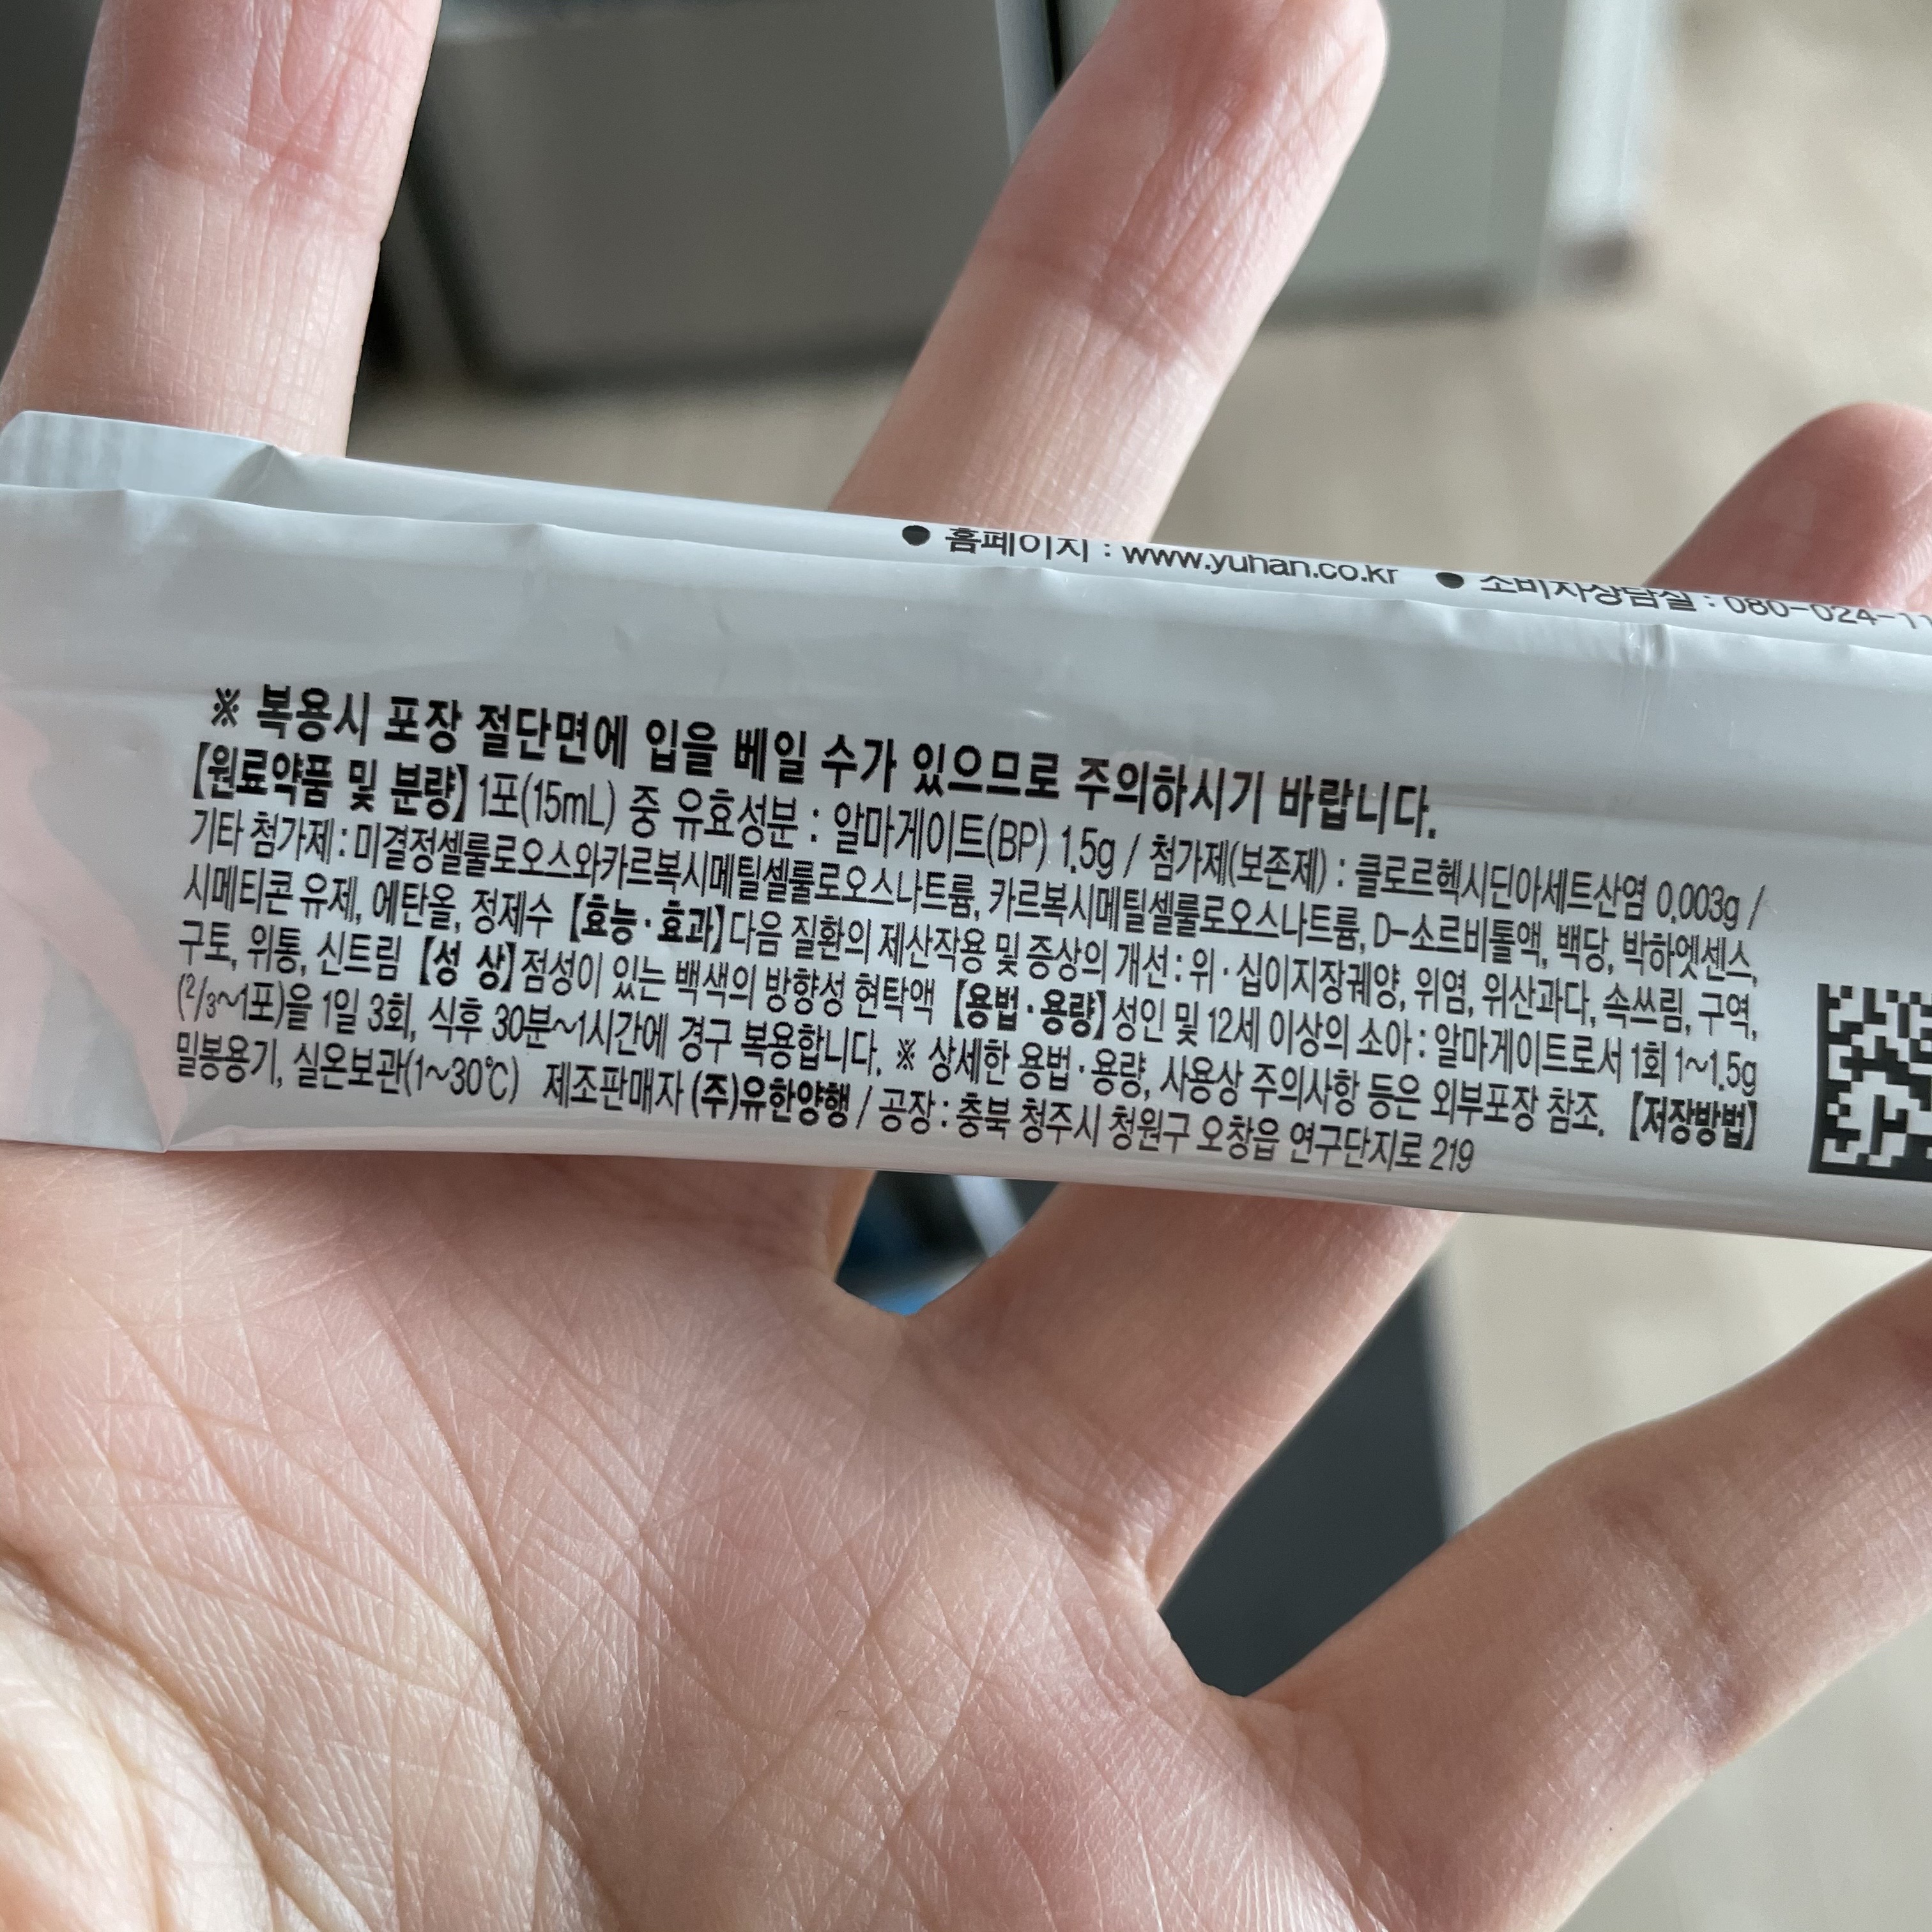 ● 홈페이지 : www.yuhan.co.kr ● 소비자상담실 : 080-024-11
※ 복용시 포장 절단면에 입을 베일 수가 있으므로 주의하시기 바랍니다.
【원료약품 및 분량】 1포(15mL) 중 유효성분 : 알마게이트(BP) 1.5g / 첨가제(보존제) : 클로르헥시딘아세트산염 0.003g /
기타 첨가제 : 미결정셀룰로오스와카르복시메틸셀룰로오스나트륨, 카르복시메틸셀룰로오스나트륨, D-소르비톨액, 백당, 박하엣센스,
시메티콘 유제, 에탄올, 정제수 【효능·효과】 다음 질환의 제산작용 및 증상의 개선 : 위·십이지장궤양, 위염, 위산과다, 속쓰림, 구역,
구토, 위통, 신트림 【성 상】 점성이 있는 백색의 방향성 현탁액 【용법·용량】 성인 및 12세 이상의 소아 : 알마게이트로서 1회 1~1.5g
(2/3~1포)을 1일 3회, 식후 30분~1시간에 경구 복용합니다. ※ 상세한 용법·용량, 사용상 주의사항 등은 외부포장 참조. 【저장방법】
밀봉용기, 실온보관(1~30℃) 제조판매자 (주)유한양행 / 공장 : 충북 청주시 청원구 오창읍 연구단지로 219